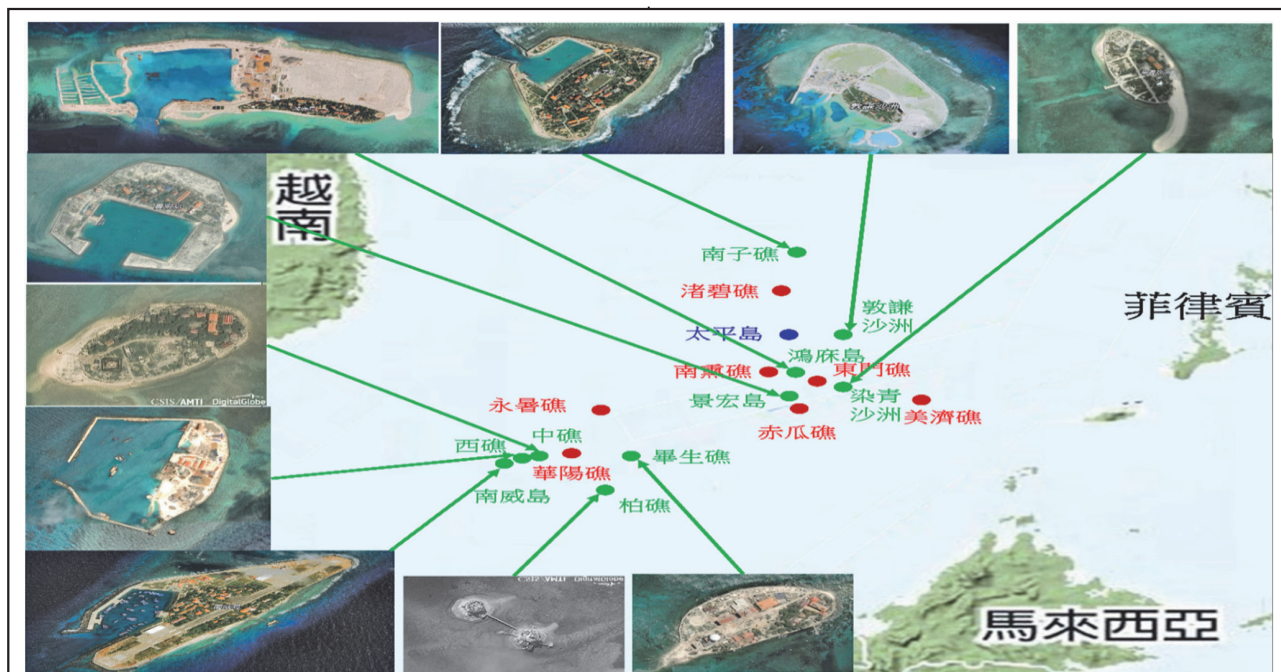 越南
南子礁
渚碧礁
太平島
敦謙
沙洲
鴻庥島
南薰礁
東門礁
景宏島
染青
沙洲
赤瓜礁
美濟礁
永暑礁
中礁
西礁
華陽礁
畢生礁
南威島
柏礁
菲律賓
馬來西亞
CSIS/AMTI DigitalGlobe
CSIS/AMTI DigitalGlobe